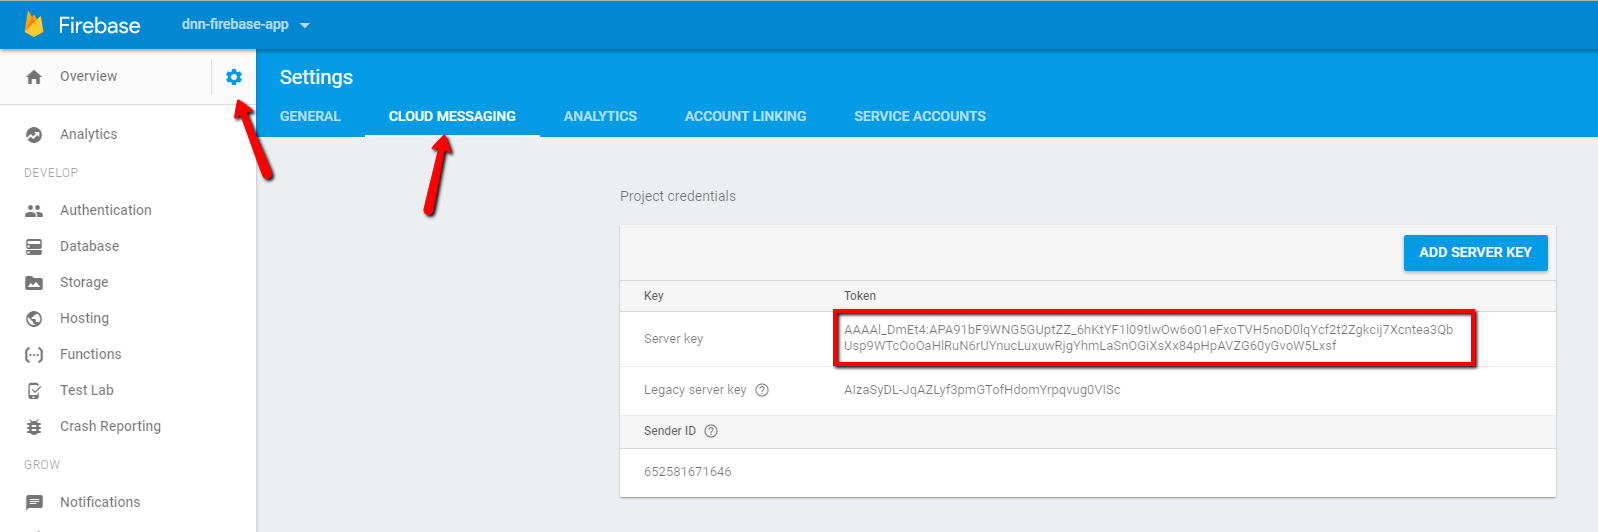 Firebase
dnn-firebase-app
Overview
Settings
GENERAL
CLOUD MESSAGING
ANALYTICS
ACCOUNT LINKING
SERVICE ACCOUNTS
Analytics
DEVELOP
Authentication
Database
Storage
Hosting
Functions
Test Lab
Crash Reporting
GROW
Notifications
Project credentials
ADD SERVER KEY
Key
Token
Server key
AAAAl_DmEt4:APA91bF9WNG5GUptZZ_6hKtYF1l09tlwOw6o01eFxoTVH5noD0lqYcf2t2Zgkcij7Xcntea3Qb
Usp9WTcOoOaHlRuN6rUYnucLuxuwRjgYhmLaSnOGiXsXx84pHpAVZG60yGvoW5Lxsf
Legacy server key
AIzaSyDL-JqAZLyf3pmGTofHdomYrpqvug0VISc
Sender ID
652581671646